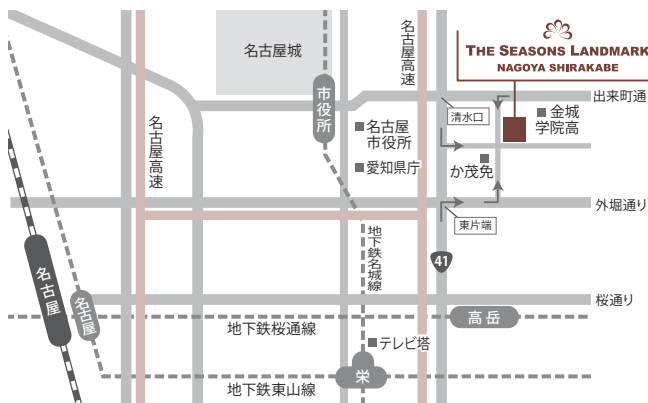 THE SEASONS LANDMARK
NAGOYA SHIRAKABE
名古屋城
名古屋高速
名古屋高速
市役所
出来町通
清水口
金城
学院高
名古屋
市役所
愛知県庁
か茂免
外堀通り
東片端
地下鉄名城線
41
名古屋
名古屋
桜通り
地下鉄桜通線
高岳
テレビ塔
栄
地下鉄東山線